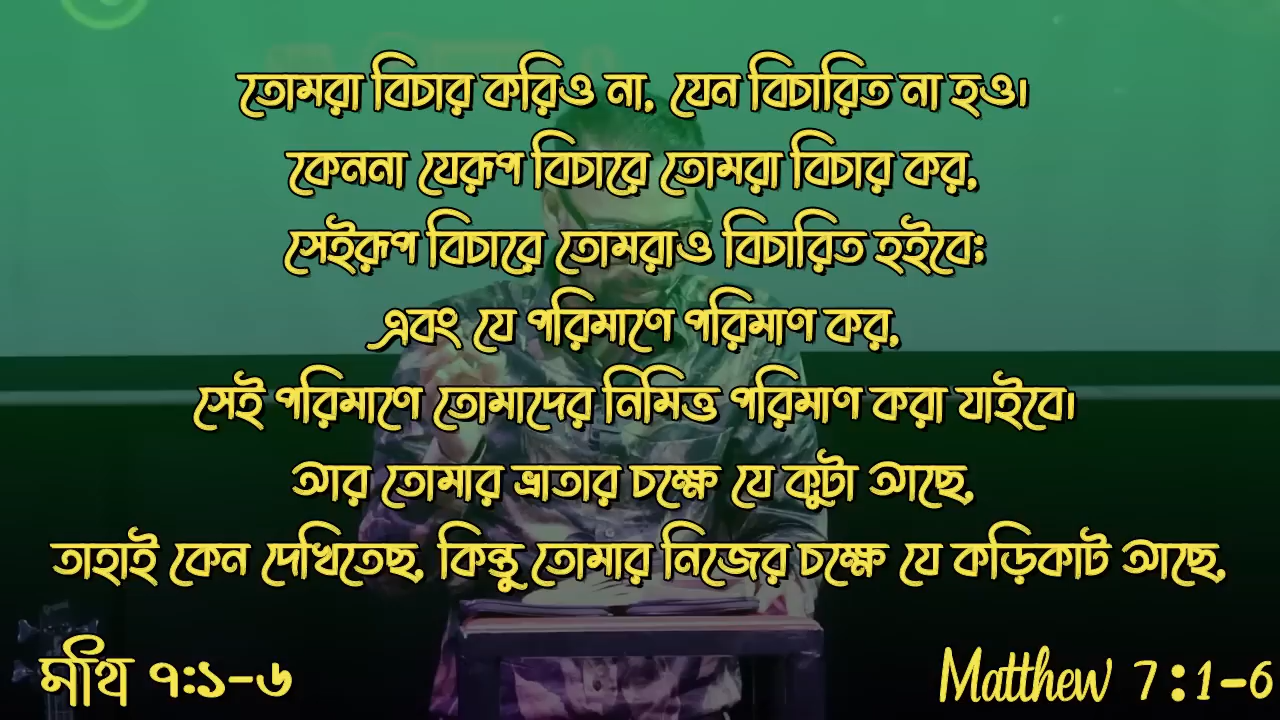 তোমরা বিচার করিও না, যেন বিচারিত না হও।
কেননা যেরূপ বিচারে তোমরা বিচার কর,
সেইরূপ বিচারে তোমরাও বিচারিত হইবে;
এবং যে পরিমাণে পরিমাণ কর,
সেই পরিমাণে তোমাদের নিমিত্ত পরিমাণ করা যাইবে।
আর তোমার ভ্রাতার চক্ষে যে কুটা আছে,
তাহাই কেন দেখিতেছ, কিন্তু তোমার নিজের চক্ষে যে কড়িকাট আছে,
মথি ৭:১-৬
Matthew 7:1-6